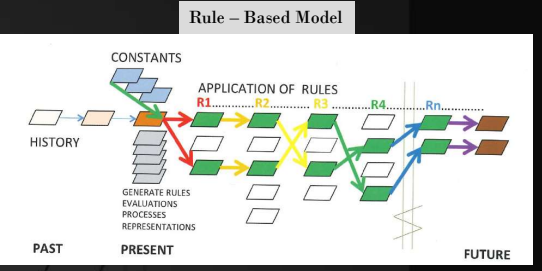 Rule – Based Model
CONSTANTS
APPLICATION OF RULES
R1 R2 R3 R4 Rn
HISTORY
GENERATE RULES
EVALUATIONS
PROCESSES
REPRESENTATIONS
PAST PRESENT FUTURE